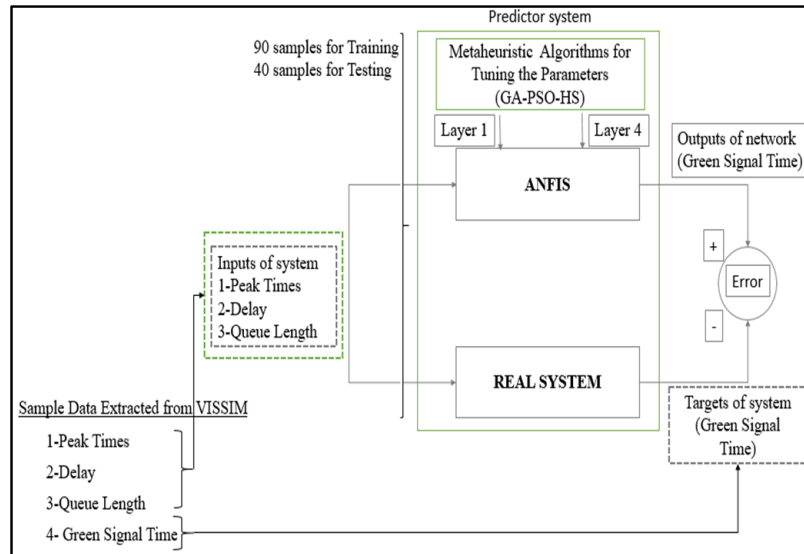 Predictor system
90 samples for Training
40 samples for Testing
Metaheuristic Algorithms for
Tuning the Parameters
(GA-PSO-HS)
Layer 1
Layer 4
Outputs of network
(Green Signal Time)
ANFIS
+
Error
-
Inputs of system
1-Peak Times
2-Delay
3-Queue Length
REAL SYSTEM
Targets of system
(Green Signal
Time)
Sample Data Extracted from VISSIM
1-Peak Times
2-Delay
3-Queue Length
4- Green Signal Time